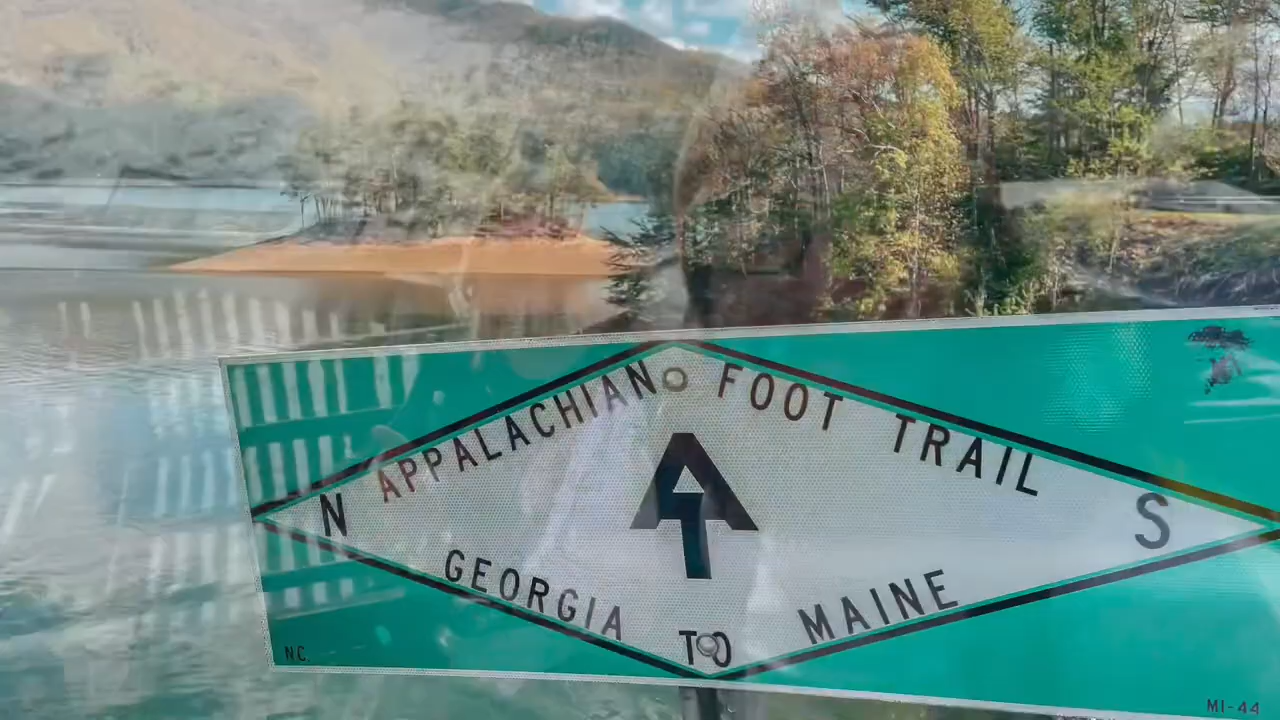 APPALACHIAN FOOT TRAIL
N S
GEORGIA TO MAINE
N.C. MI-44